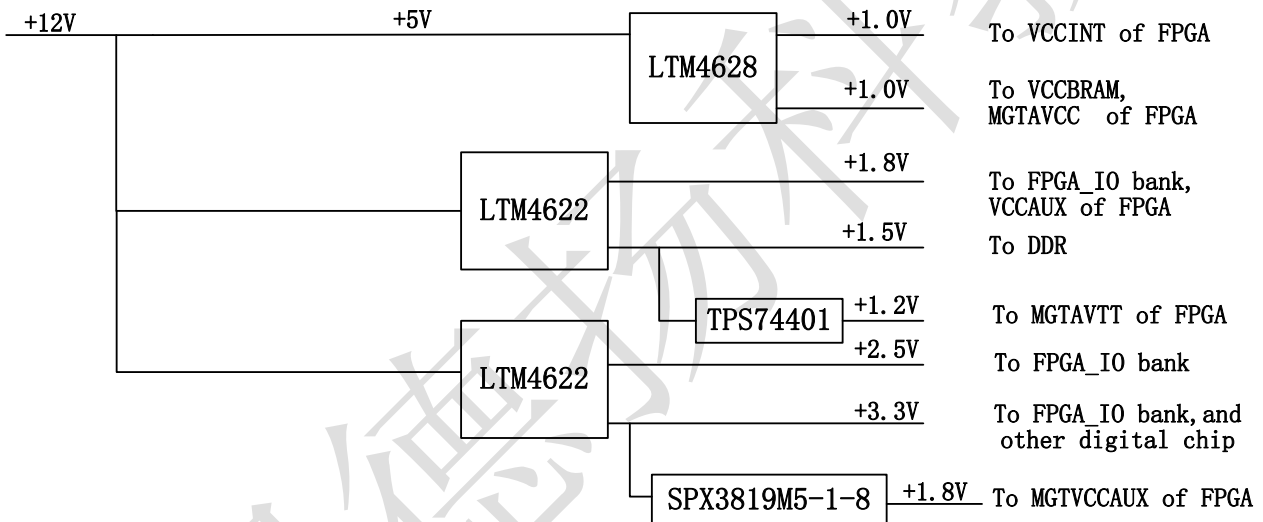 +12V
+5V
LTM4628
+1.0V
To VCCINT of FPGA
+1.0V
To VCCBRAM,
MGTAVCC of FPGA
LTM4622
+1.8V
To FPGA_IO bank,
VCCAUX of FPGA
+1.5V
To DDR
TPS74401
+1.2V
To MGTAVTT of FPGA
LTM4622
+2.5V
To FPGA_IO bank
+3.3V
To FPGA_IO bank, and
other digital chip
SPX3819M5-1-8
+1.8V
To MGTVCCAUX of FPGA
德扬科